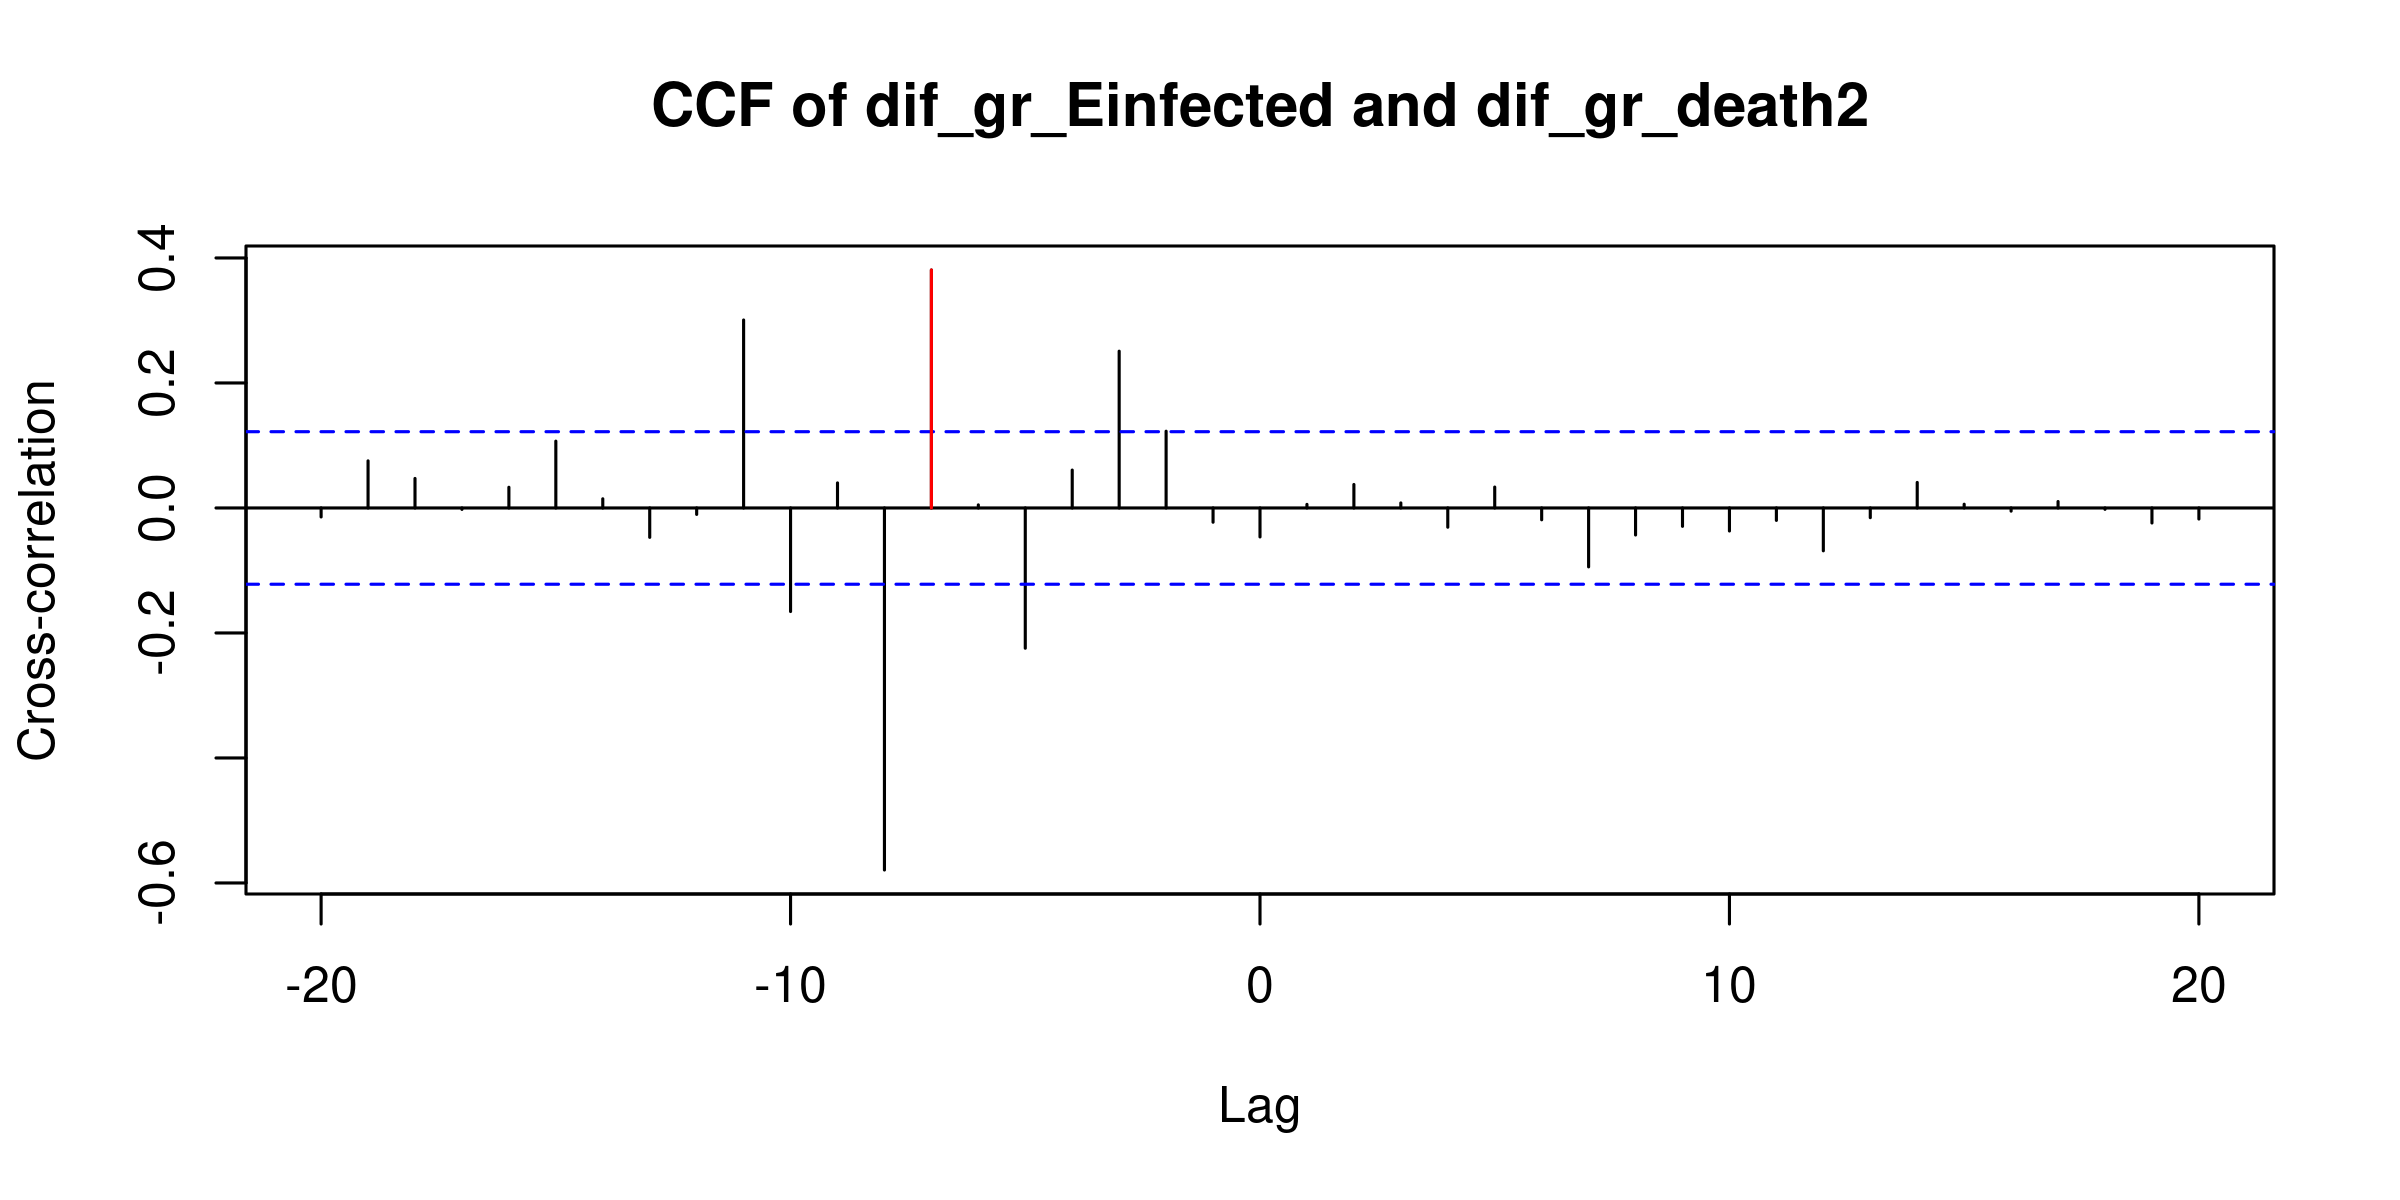 CCF of dif_gr_Einfected and dif_gr_death2
0.4
0.2
0.0
-0.2
-0.6
Cross-correlation
-20 -10 0 10 20
Lag